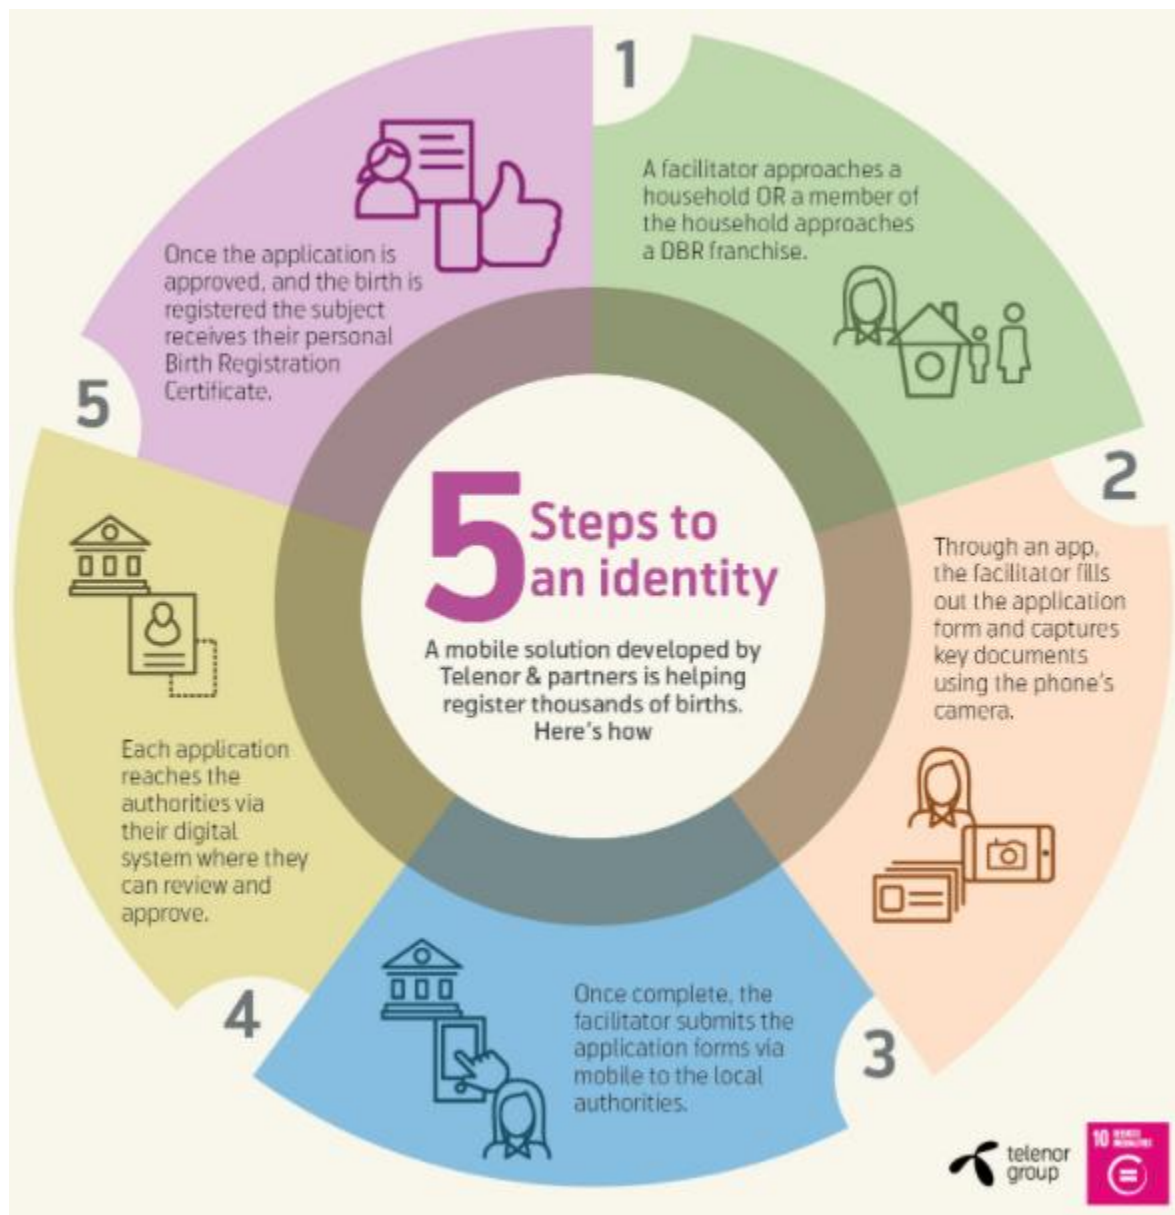 5 Steps to
an identity
A mobile solution developed by
Telenor & partners is helping
register thousands of births.
Here's how
1
A facilitator approaches a
household OR a member of
the household approaches
a DBR franchise.
2
Through an app,
the facilitator fills
out the application
form and captures
key documents
using the phone's
camera.
3
Once complete, the
facilitator submits the
application forms via
mobile to the local
authorities.
4
Each application
reaches the
authorities via
their digital
system where they
can review and
approve.
5
Once the application is
approved, and the birth is
registered the subject
receives their personal
Birth Registration
Certificate.
telenor
group
10